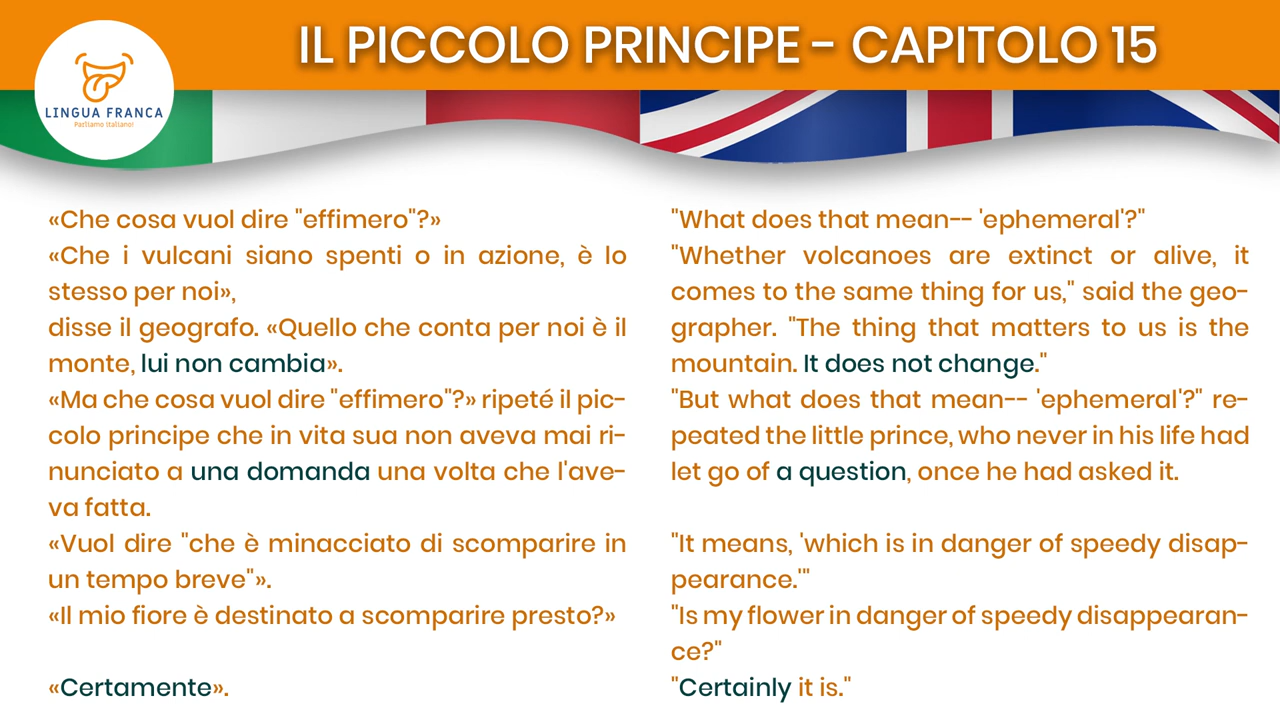 IL PICCOLO PRINCIPE - CAPITOLO 15
LINGUA FRANCA
Parliamo Italiano!
«Che cosa vuol dire "effimero"?»
«Che i vulcani siano spenti o in azione, è lo
stesso per noi»,
disse il geografo. «Quello che conta per noi è il
monte, lui non cambia».
«Ma che cosa vuol dire "effimero"?» ripeté il pic-
colo principe che in vita sua non aveva mai ri-
nunciato a una domanda una volta che l'ave-
va fatta.
«Vuol dire "che è minacciato di scomparire in
un tempo breve"».
«Il mio fiore è destinato a scomparire presto?»
«Certamente».
"What does that mean-- 'ephemeral'?"
"Whether volcanoes are extinct or alive, it
comes to the same thing for us," said the geo-
grapher. "The thing that matters to us is the
mountain. It does not change."
"But what does that mean-- 'ephemeral'?" re-
peated the little prince, who never in his life had
let go of a question, once he had asked it.
"It means, 'which is in danger of speedy disap-
pearance.'"
"Is my flower in danger of speedy disappearan-
ce?"
"Certainly it is."